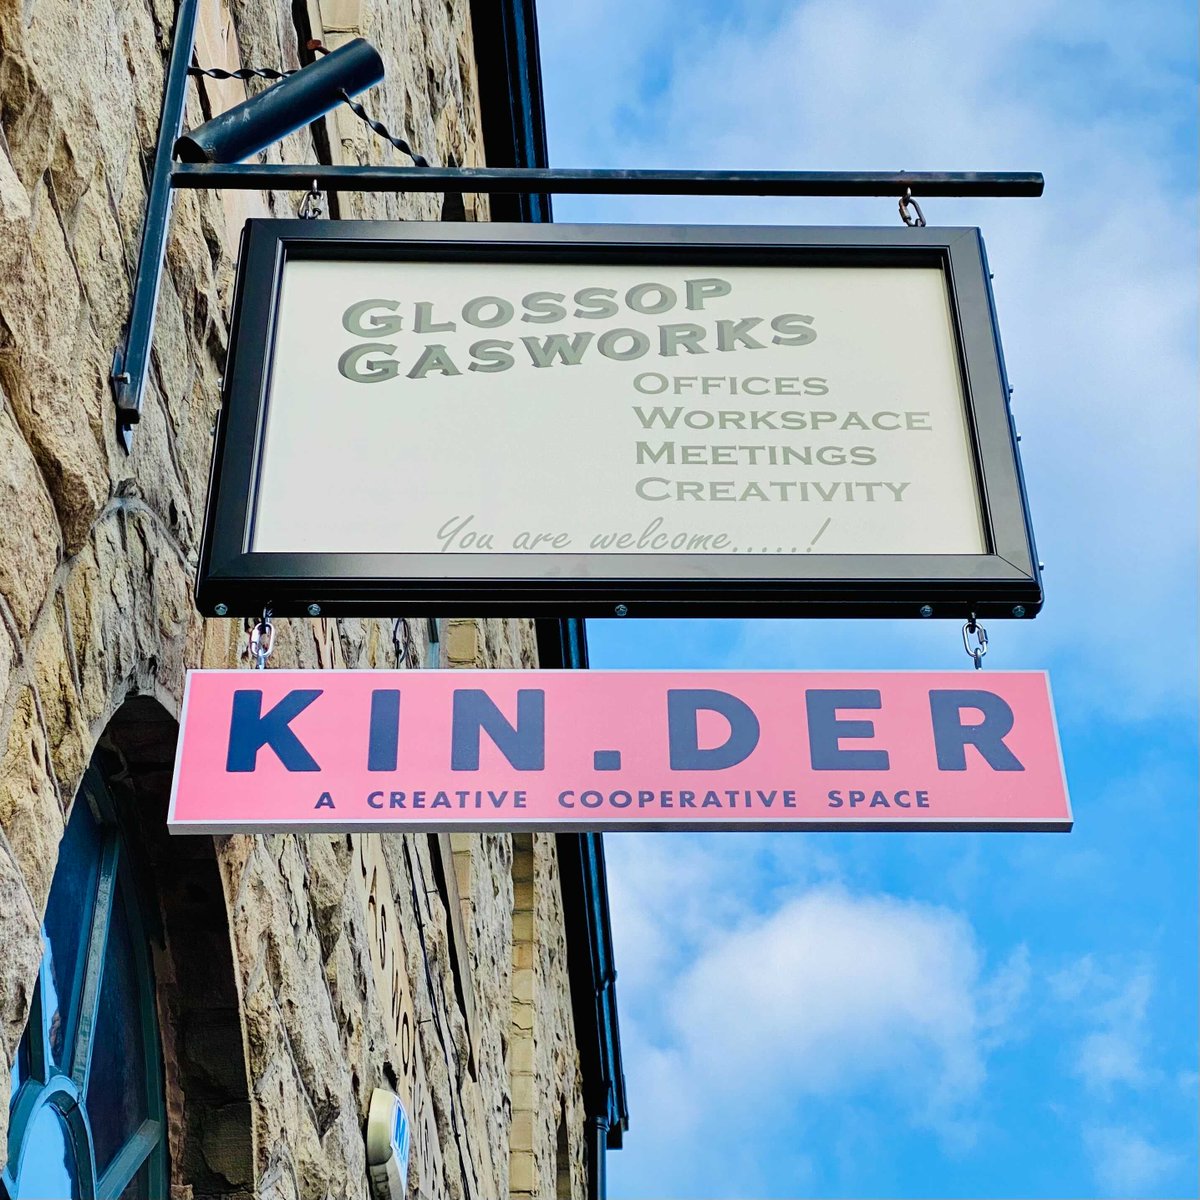 GLOSSOP
GASWORKS
OFFICES
WORKSPACE
MEETINGS
CREATIVITY
You are welcome......!
KIN.DER
A CREATIVE COOPERATIVE SPACE